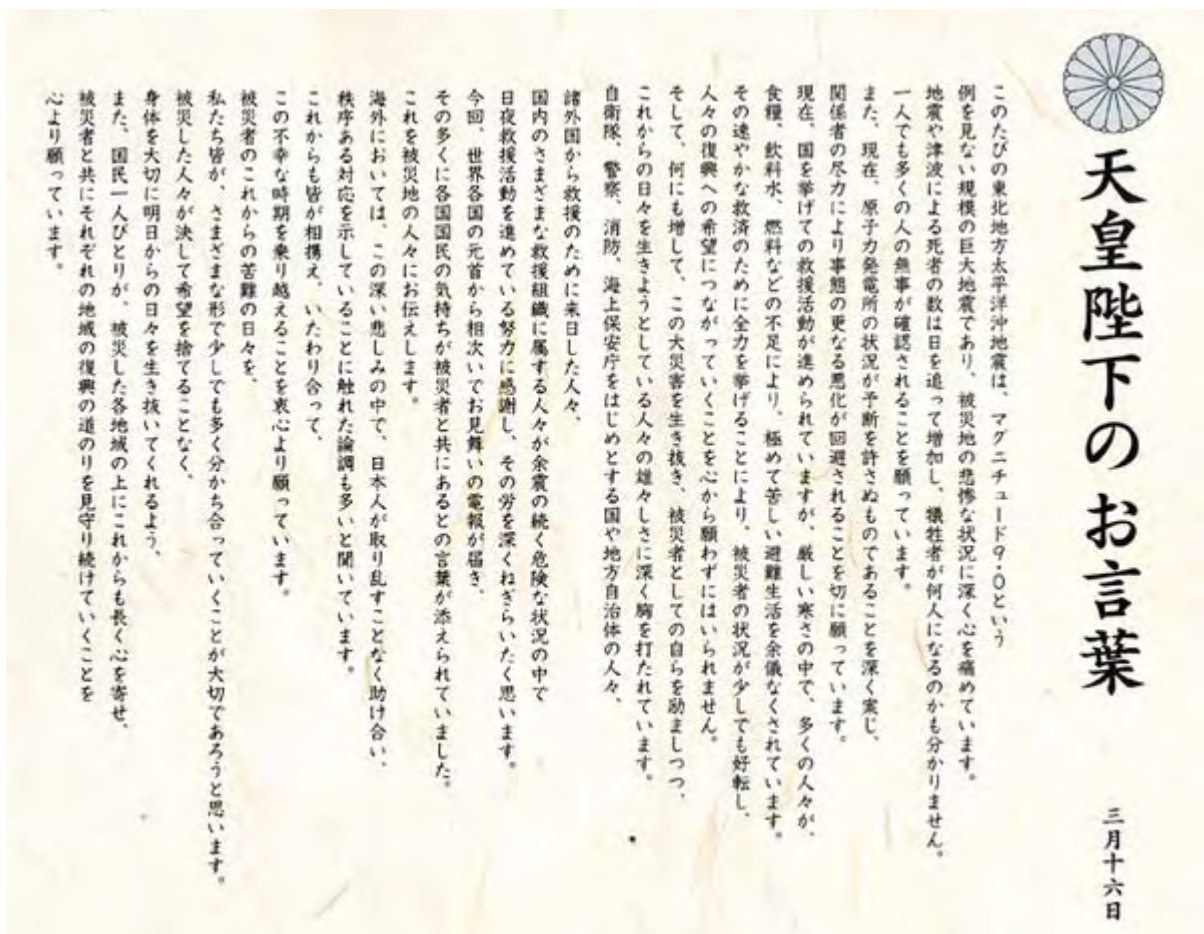 天皇陛下のお言葉
三月十六日
このたびの東北地方太平洋沖地震は、マグニチュード9・0という
例を見ない規模の巨大地震であり、被災地の悲惨な状況に深く心を痛めています。
地震や津波による死者の数は日を追って増加し、犠牲者が何人になるのかも分かりません。
一人でも多くの人の無事が確認されることを願っています。
また、現在、原子力発電所の状況が予断を許さぬものであることを深く案じ、
関係者の尽力により事態の更なる悪化が回避されることを切に願っています。
現在、国を挙げての救援活動が進められていますが、厳しい寒さの中で、多くの人々が、
食糧、飲料水、燃料などの不足により、極めて苦しい避難生活を余儀なくされています。
その速やかな救済のために全力を挙げることにより、被災者の状況が少しでも好転し、
人々の復興への希望につながっていくことを心から願わずにはいられません。
そして、何にも増して、この大災害を生き抜き、被災者としての自らを励ましつつ、
これからの日々を生きようとしている人々の雄々しさに深く胸を打たれています。
自衛隊、警察、消防、海上保安庁をはじめとする国や地方自治体の人々、
諸外国から救援のために来日した人々、
国内のさまざまな救援組織に属する人々が余震の続く危険な状況の中で
日夜救援活動を進めている努力に感謝し、その労を深くねぎらいたく思います。
今回、世界各国の元首から相次いでお見舞いの電報が届き、
その多くに各国国民の気持ちが被災者と共にあるとの言葉が添えられていました。
これを被災地の人々にお伝えします。
海外においては、この深い悲しみの中で、日本人が取り乱すことなく助け合い、
秩序ある対応を示していることに触れた論調も多いと聞いています。
これからも皆が相携え、いたわり合って、
この不幸な時期を乗り越えることを衷心より願っています。
被災者のこれからの苦難の日々を、
私たち皆が、さまざまな形で少しでも多く分かち合っていくことが大切であろうと思います。
被災した人々が決して希望を捨てることなく、
身体を大切に明日からの日々を生き抜いてくれるよう、
また、国民一人びとりが、被災した各地域の上にこれからも長く心を寄せ、
被災者と共にそれぞれの地域の復興の道のりを見守り続けていくことを
心より願っています。